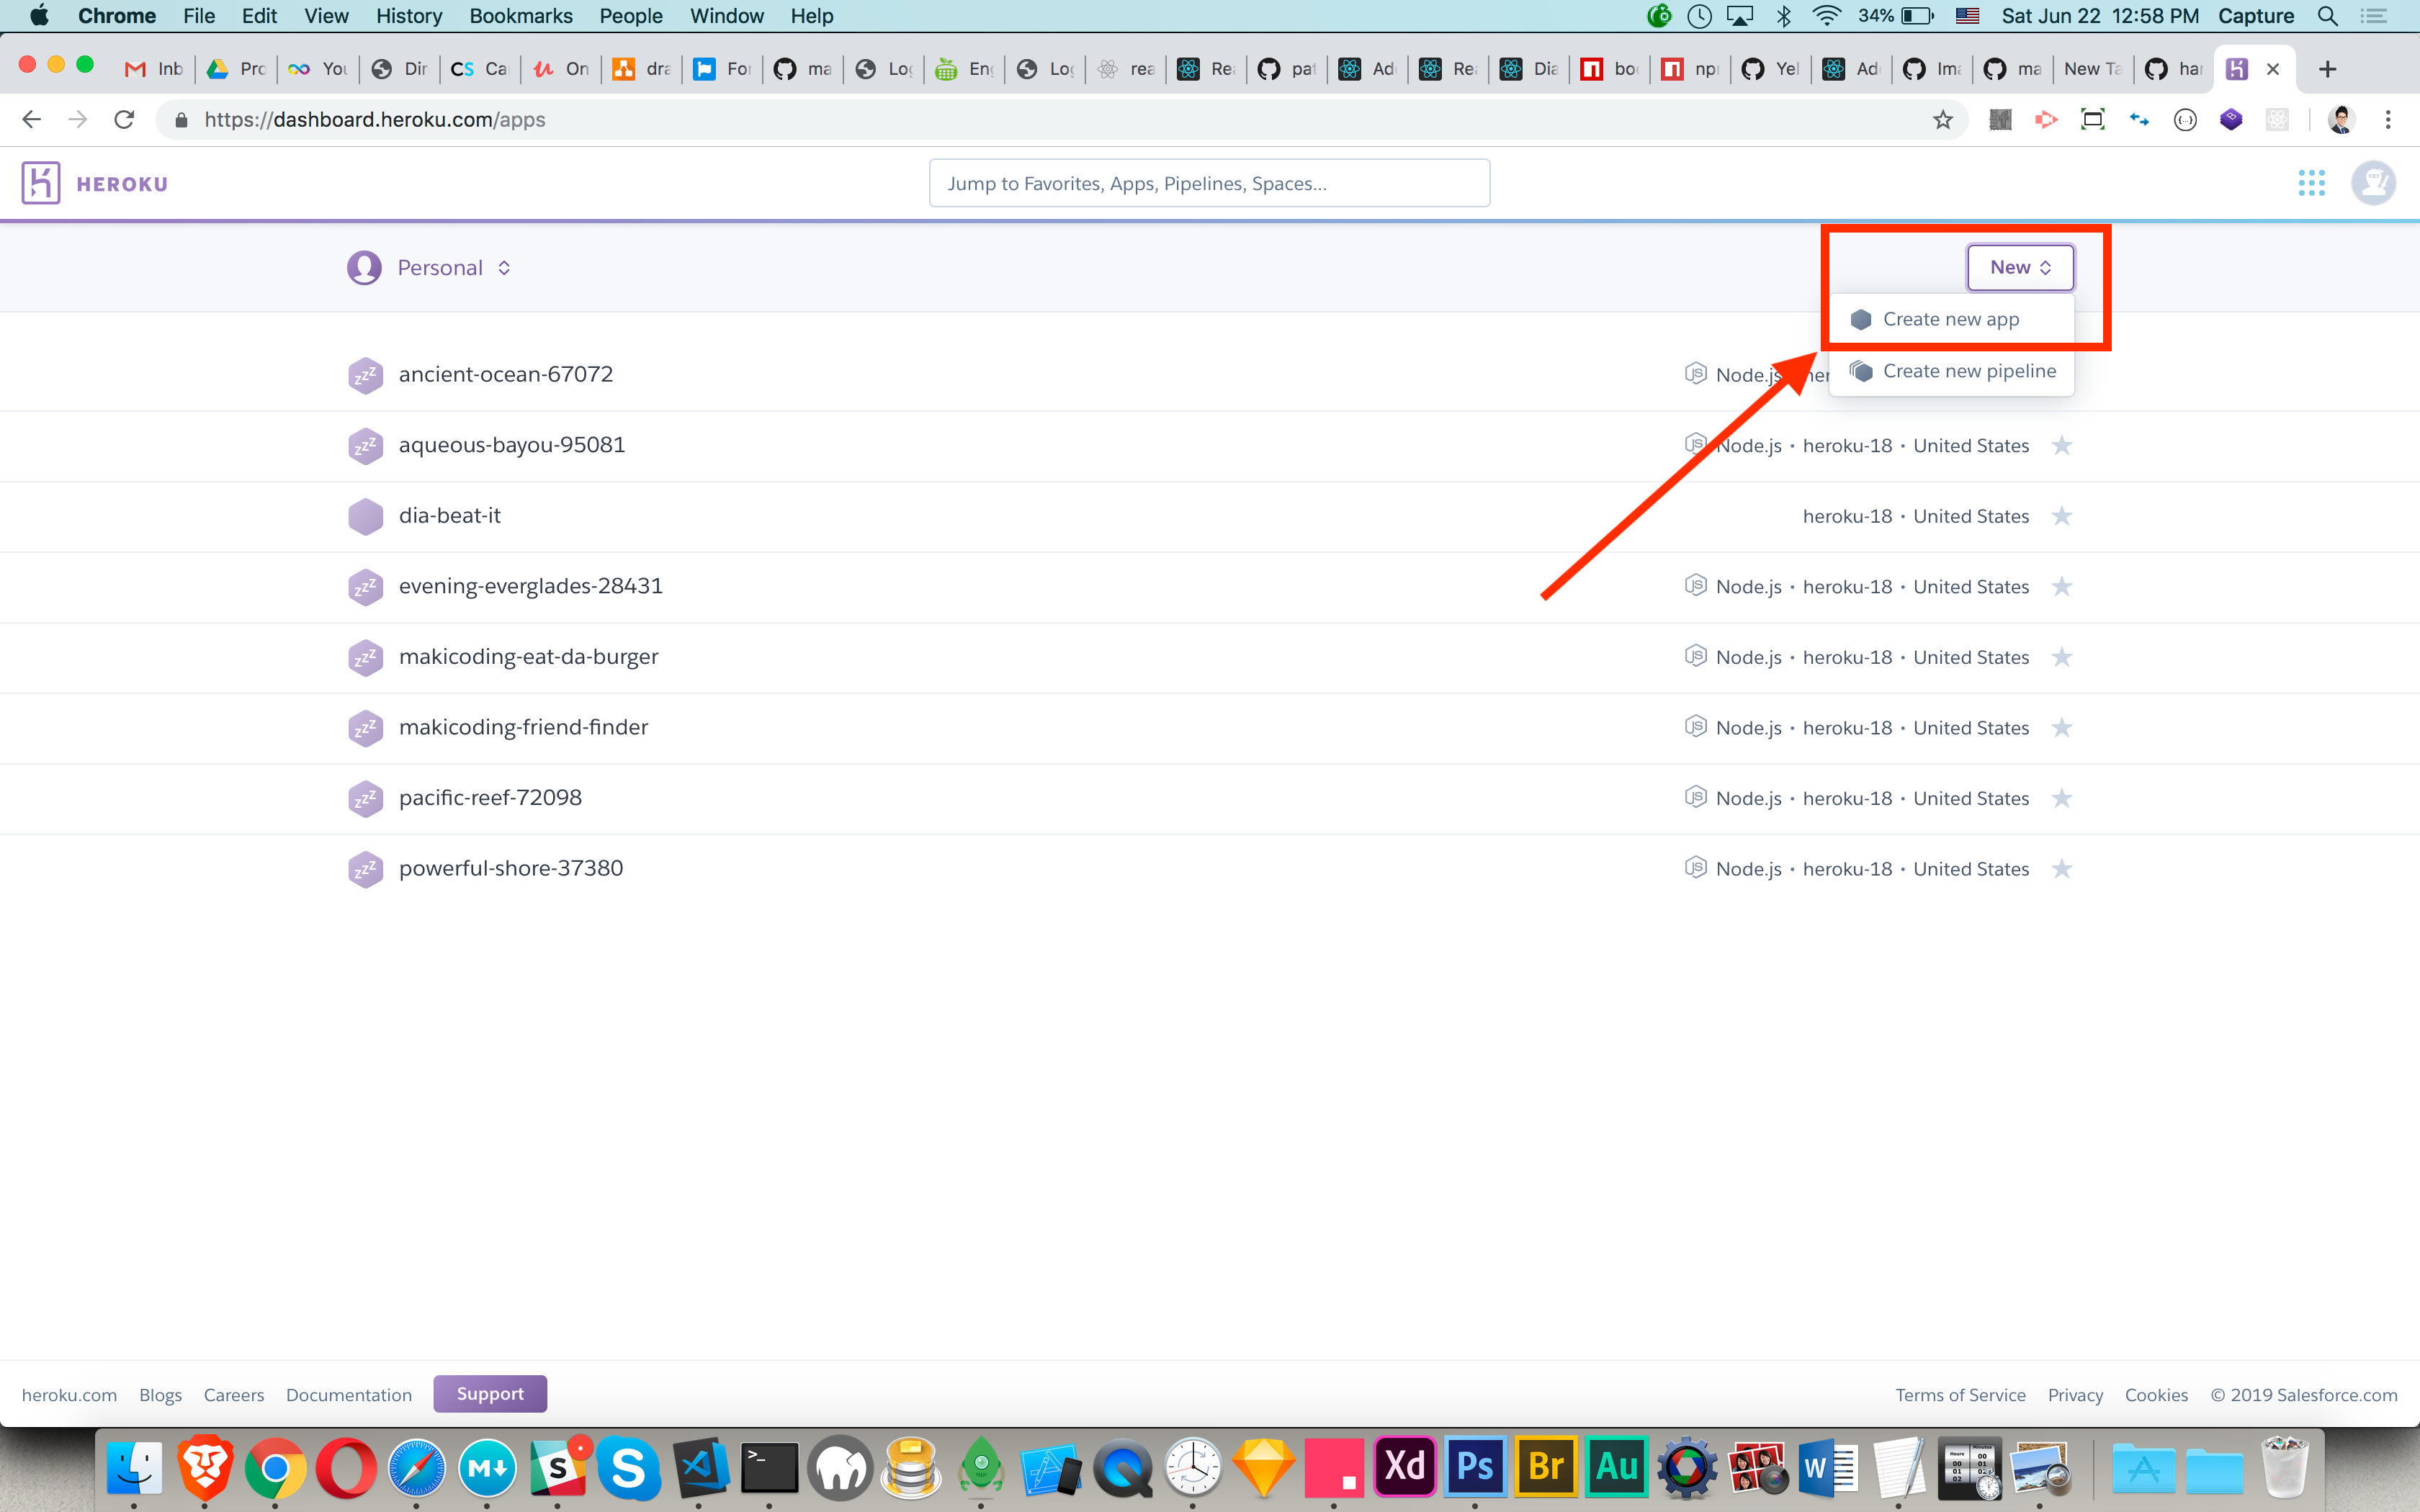 Chrome File Edit View History Bookmarks People Window Help 34% Sat Jun 22 12:58 PM Capture
Inb Pro You Dir CS Ca On dra For ma Log Eng Log rea Rea pat Ad Rea Dia bo np Yel Ad Ima ma New Ta har
https://dashboard.heroku.com/apps
HEROKU
Jump to Favorites, Apps, Pipelines, Spaces...
Personal
New
Create new app
Create new pipeline
ancient-ocean-67072
Node.js
aqueous-bayou-95081
Node.js • heroku-18 • United States
dia-beat-it
heroku-18 • United States
evening-everglades-28431
Node.js • heroku-18 • United States
makicoding-eat-da-burger
Node.js • heroku-18 • United States
makicoding-friend-finder
Node.js • heroku-18 • United States
pacific-reef-72098
Node.js • heroku-18 • United States
powerful-shore-37380
Node.js • heroku-18 • United States
heroku.com Blogs Careers Documentation Support
Terms of Service Privacy Cookies © 2019 Salesforce.com
Xd Ps Br Au